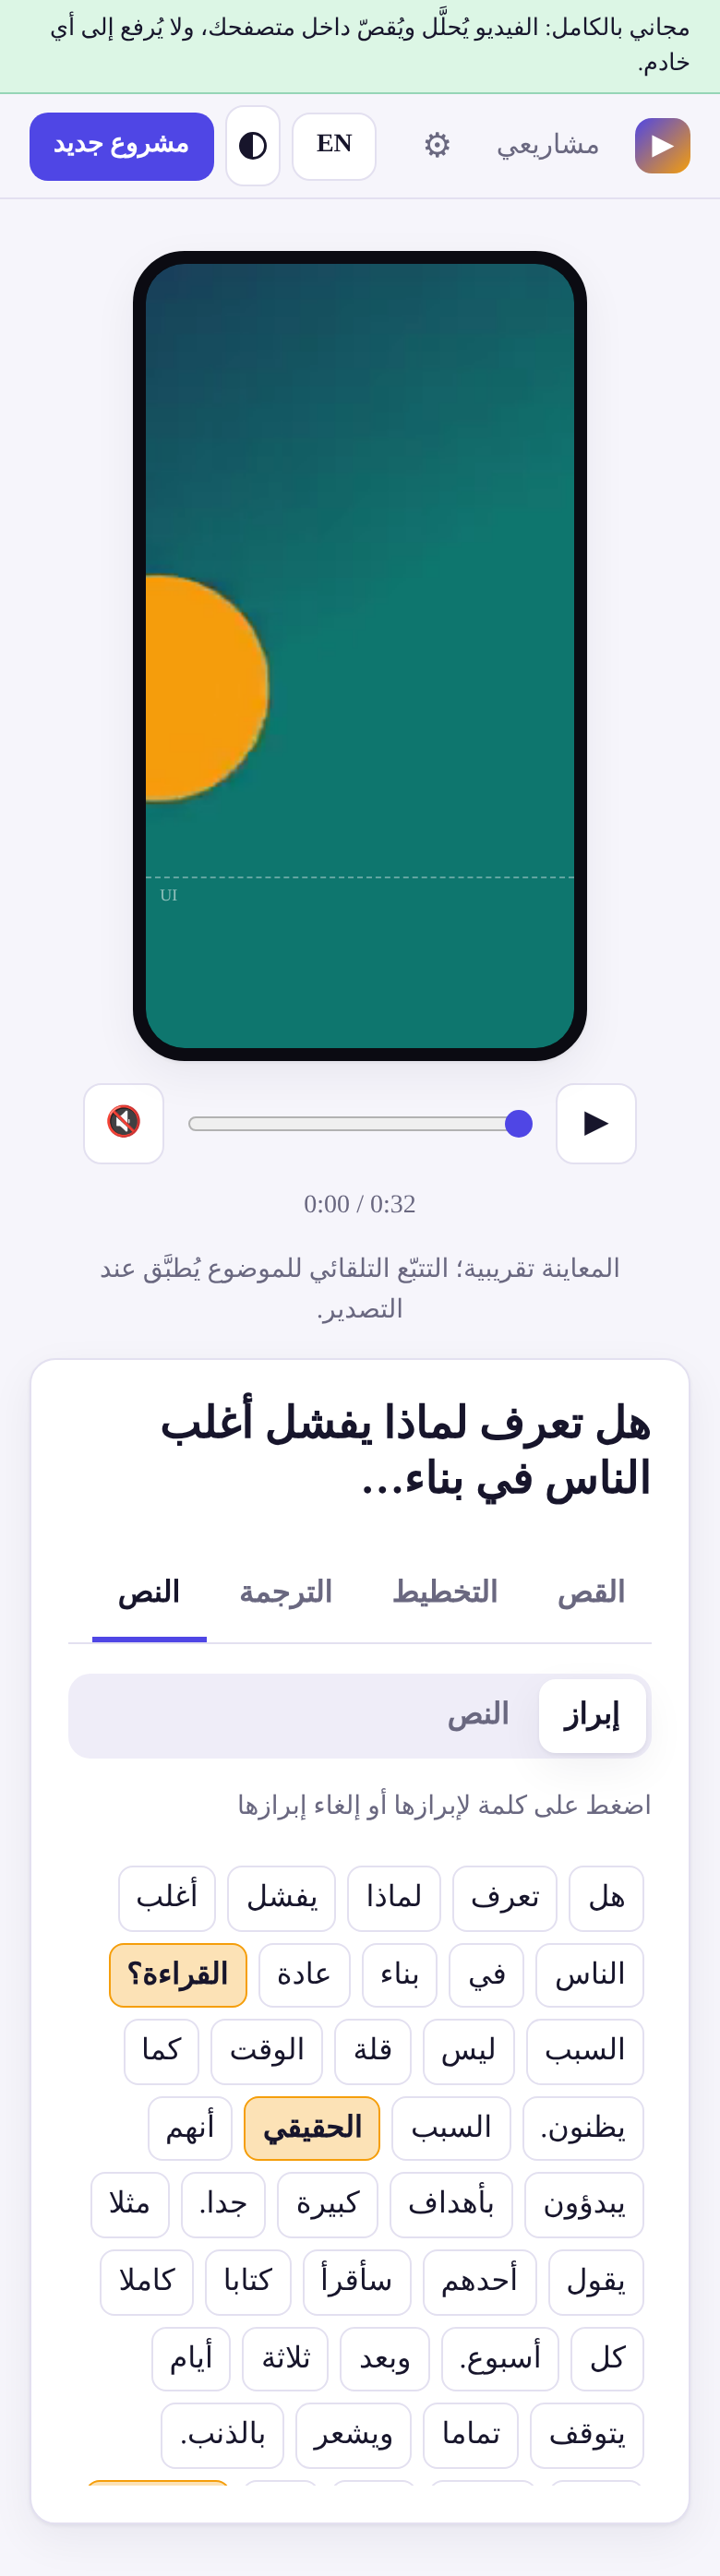 مجاني بالكامل: الفيديو يُحلَّل ويُقصّ داخل متصفحك، ولا يُرفع إلى أي
خادم.
مشاريعي
EN
مشروع جديد
UI
0:00 / 0:32
المعاينة تقريبية؛ التتبّع التلقائي للموضوع يُطبَّق عند
التصدير.
هل تعرف لماذا يفشل أغلب
الناس في بناء...
القص التخطيط الترجمة النص
إبراز النص
اضغط على كلمة لإبرازها أو إلغاء إبرازها
هل تعرف لماذا يفشل أغلب
الناس في بناء عادة القراءة؟
السبب ليس قلة الوقت كما
يظنون. السبب الحقيقي أنهم
يبدؤون بأهداف كبيرة جدا. مثلا
يقول أحدهم سأقرأ كتابا كاملا
كل أسبوع. وبعد ثلاثة أيام
يتوقف تماما ويشعر بالذنب.